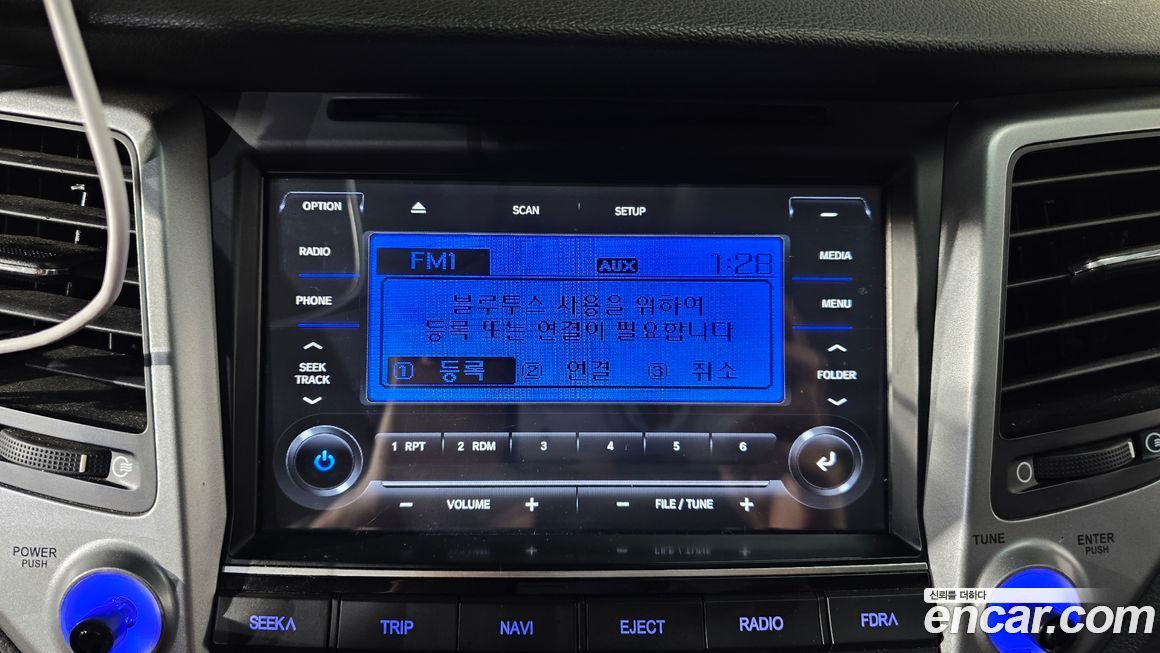 OPTION
SCAN
SETUP
RADIO
MEDIA
FM1
AUX
1:28
PHONE
MENU
블루투스 사용을 위하여
등록 또는 연결이 필요합니다
1 등록 2 연결 3 취소
SEEK
TRACK
FOLDER
1 RPT
2 RDM
3
4
5
6
− VOLUME +
− FILE / TUNE +
POWER
PUSH
TUNE
ENTER
PUSH
SEEK∧
TRIP
NAVI
EJECT
RADIO
FDR∧
신뢰를 더하다
encar.com